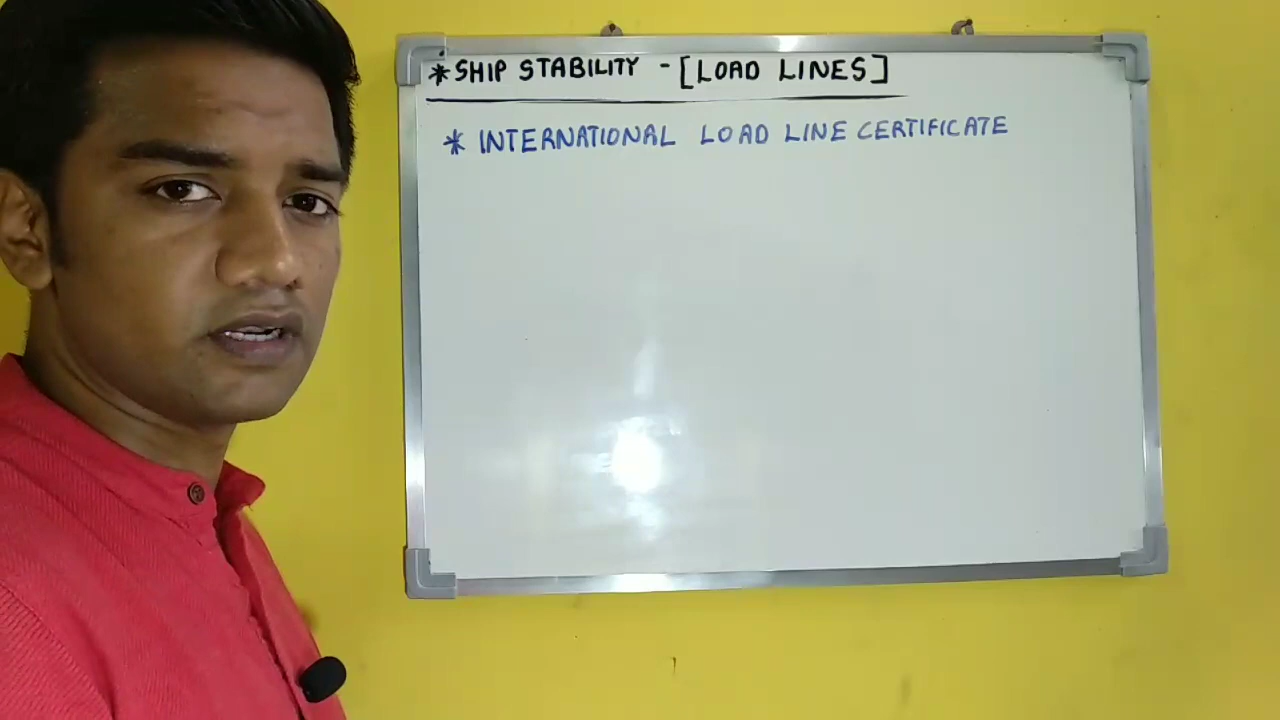 *SHIP STABILITY -[LOAD LINES]
* INTERNATIONAL LOAD LINE CERTIFICATE